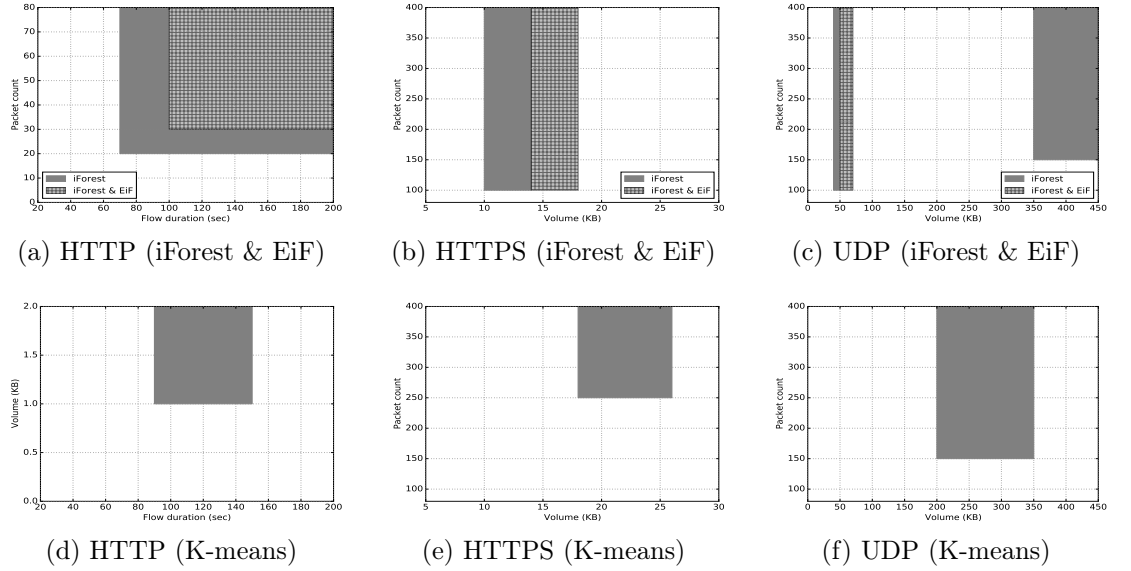 80
70
60
50
40
30
20
10
0
Packet count
iForest
iForest & EiF
20 40 60 80 100 120 140 160 180 200
Flow duration (sec)
(a) HTTP (iForest & EiF)
400
350
300
250
200
150
100
Packet count
iForest
iForest & EiF
5 10 15 20 25 30
Volume (KB)
(b) HTTPS (iForest & EiF)
400
350
300
250
200
150
100
Packet count
iForest
iForest & EiF
0 50 100 150 200 250 300 350 400 450
Volume (KB)
(c) UDP (iForest & EiF)
2.0
1.5
1.0
0.5
0.0
Volume (KB)
20 40 60 80 100 120 140 160 180 200
Flow duration (sec)
(d) HTTP (K-means)
400
350
300
250
200
150
100
Packet count
5 10 15 20 25 30
Volume (KB)
(e) HTTPS (K-means)
400
350
300
250
200
150
100
Packet count
0 50 100 150 200 250 300 350 400 450
Volume (KB)
(f) UDP (K-means)